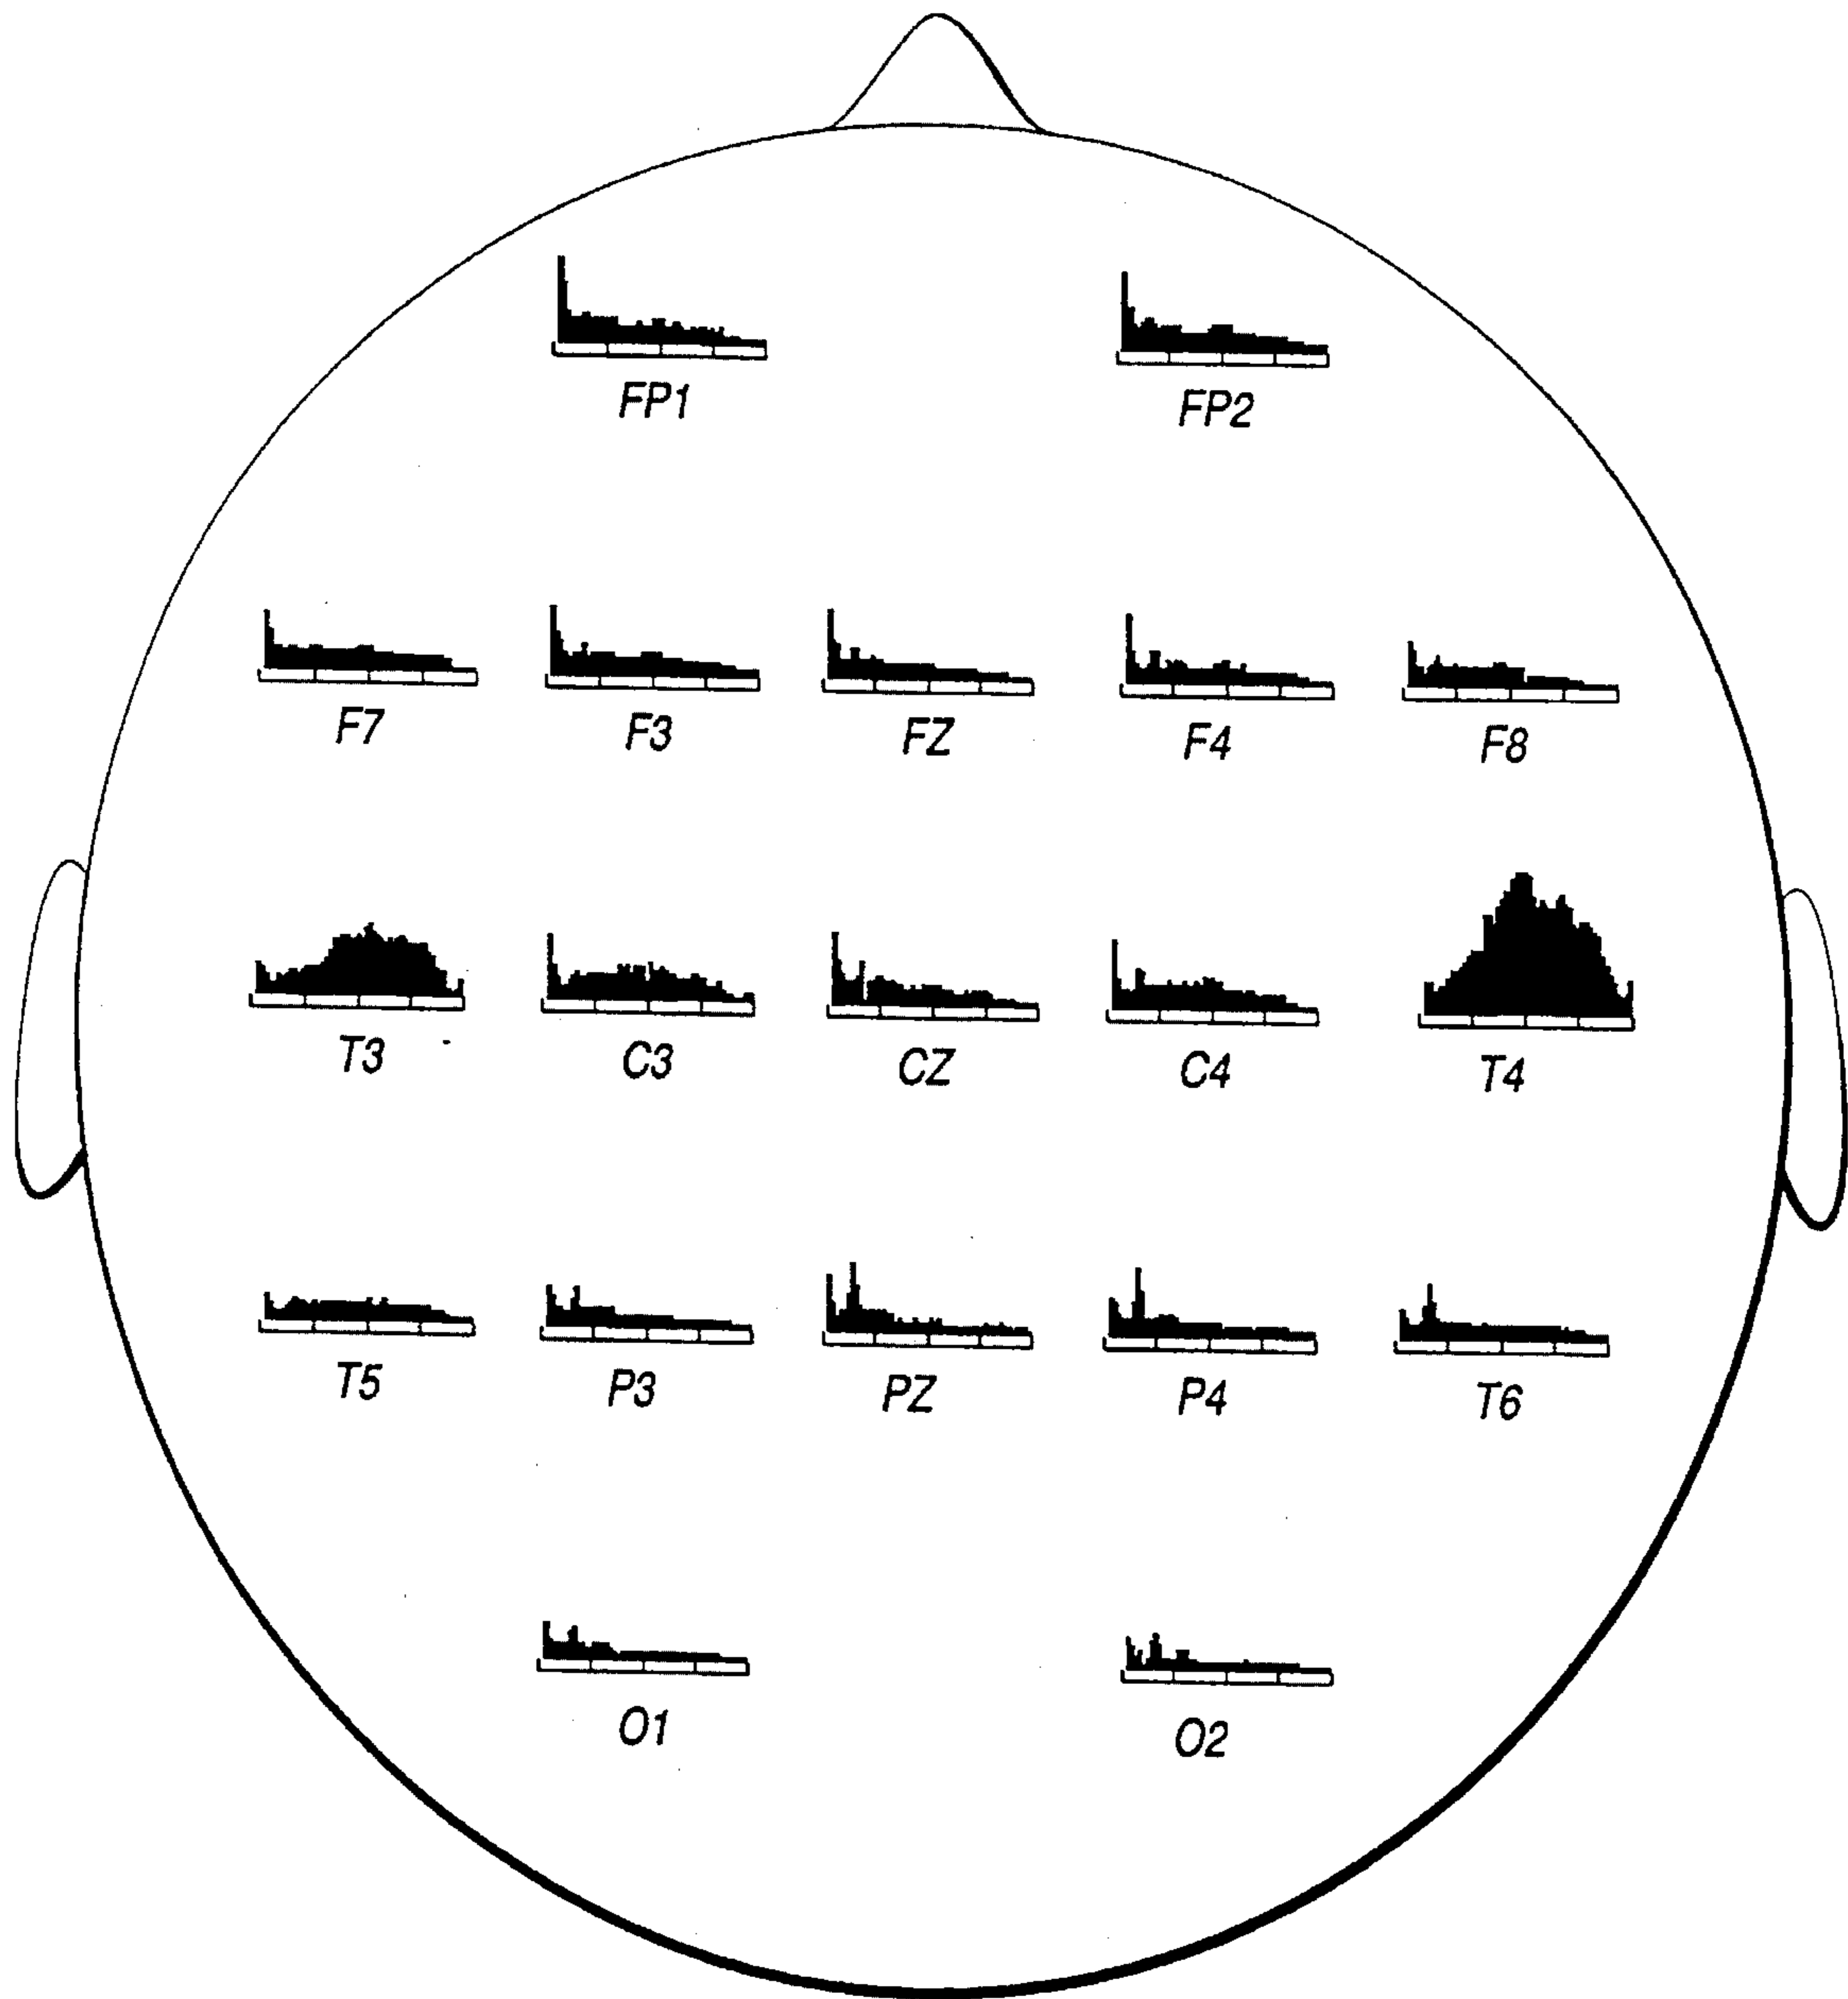 FP1 FP2
F7 F3 FZ F4 F8
T3 C3 CZ C4 T4
T5 P3 PZ P4 T6
O1 O2